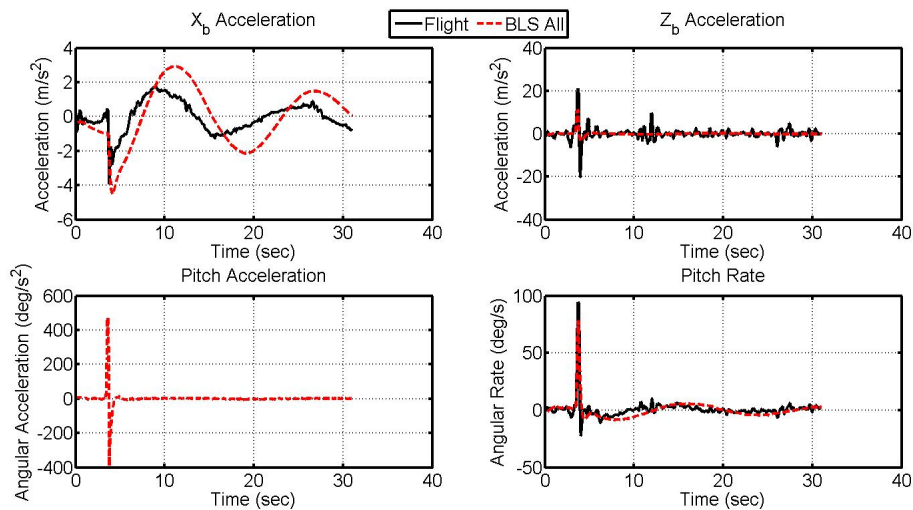 X_b Acceleration
Flight
BLS All
Z_b Acceleration
Acceleration (m/s²)
4
2
0
-2
-4
-6
0 10 20 30 40
Time (sec)
Acceleration (m/s²)
40
20
0
-20
-40
0 10 20 30 40
Time (sec)
Pitch Acceleration
Angular Acceleration (deg/s²)
600
400
200
0
-200
-400
0 10 20 30 40
Time (sec)
Pitch Rate
Angular Rate (deg/s)
100
50
0
-50
0 10 20 30 40
Time (sec)